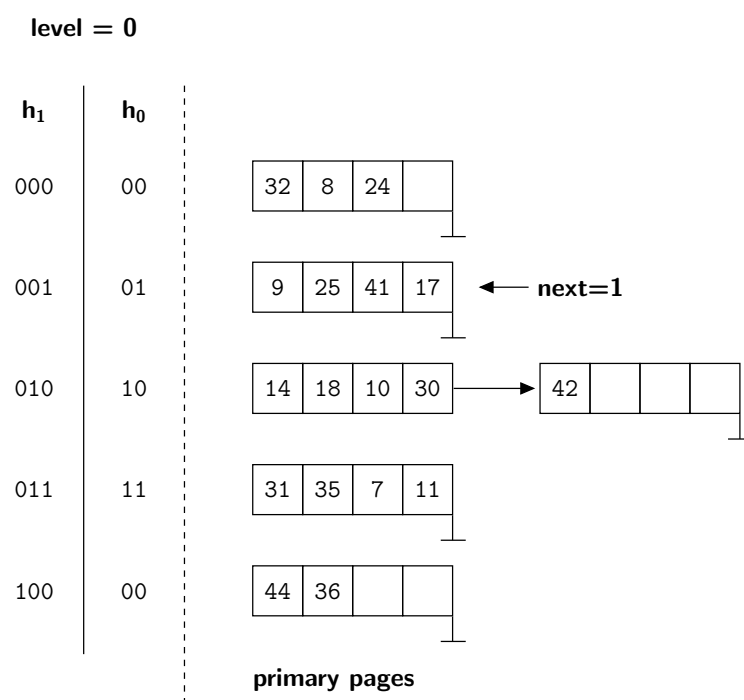 level = 0
h1 h0
000 00 32 8 24
001 01 9 25 41 17 next=1
010 10 14 18 10 30 42
011 11 31 35 7 11
100 00 44 36
primary pages